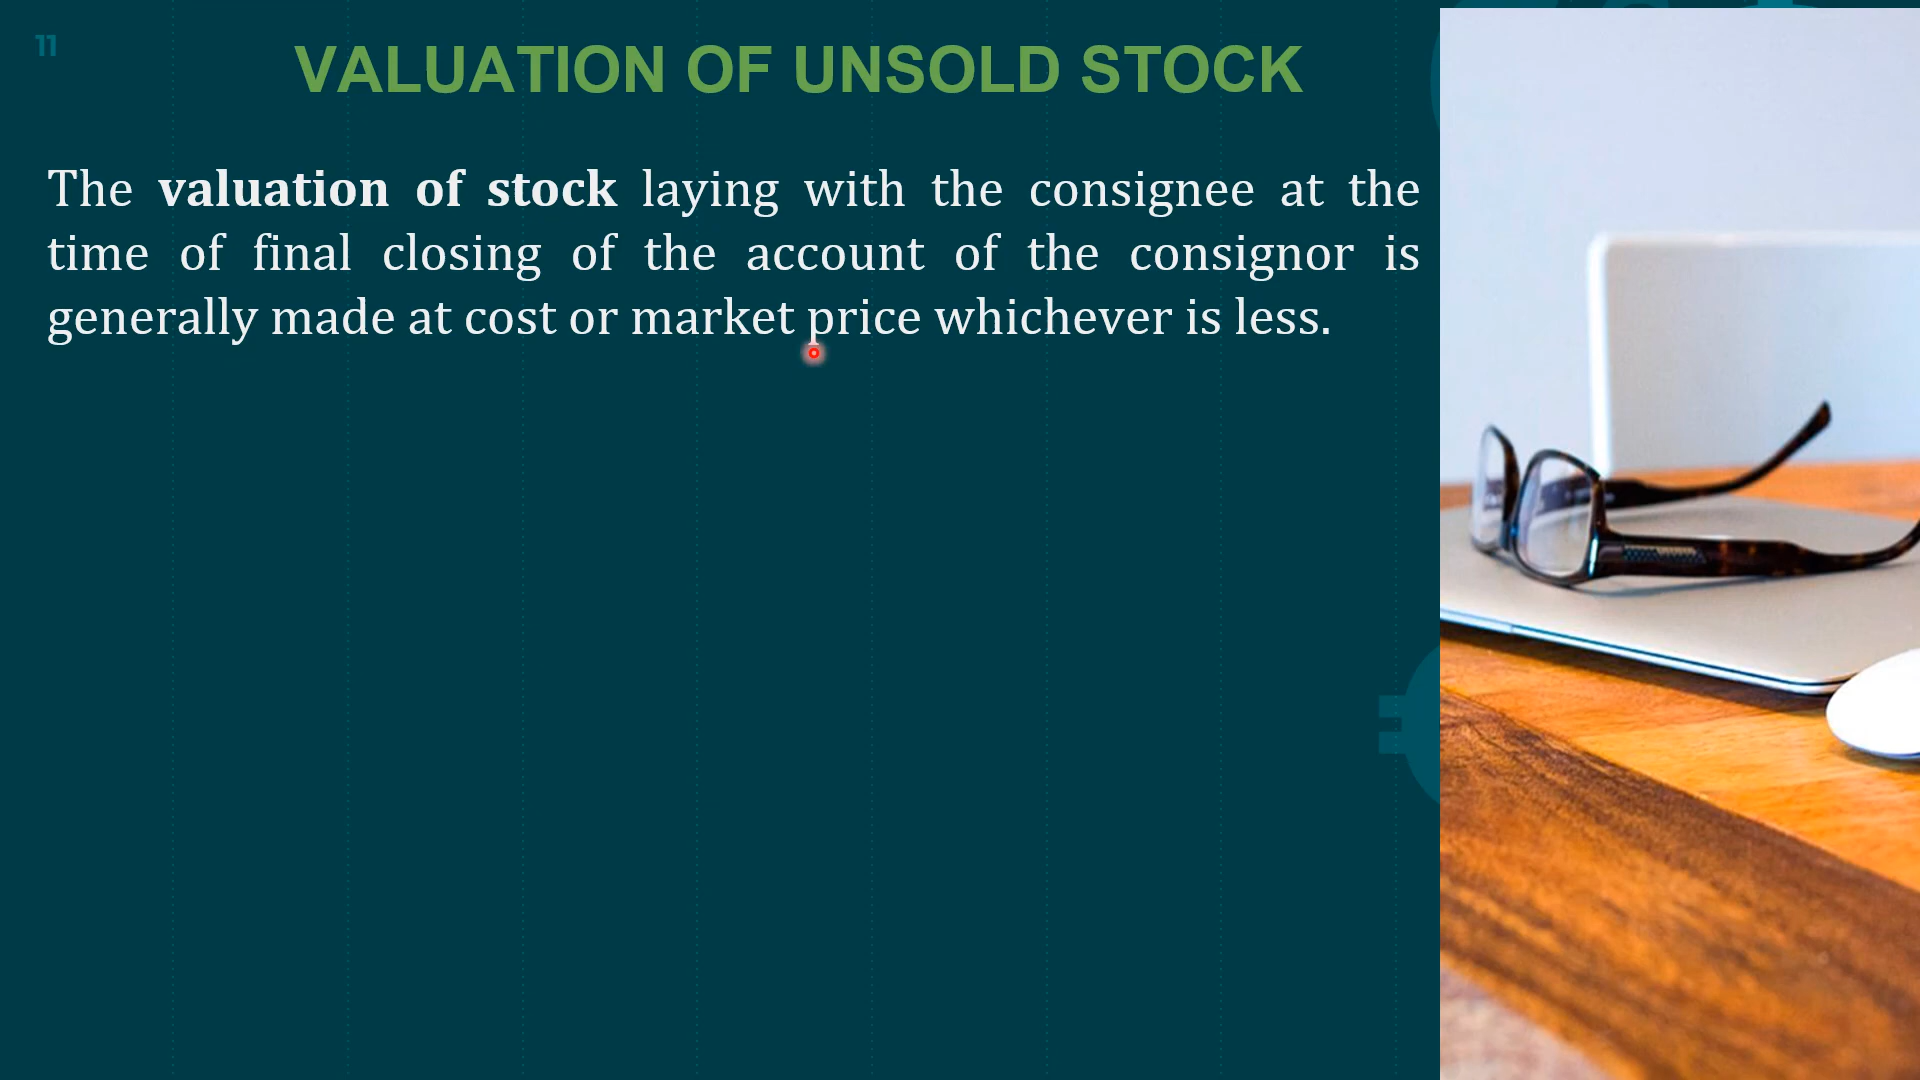 11
VALUATION OF UNSOLD STOCK
The valuation of stock laying with the consignee at the
time of final closing of the account of the consignor is
generally made at cost or market price whichever is less.